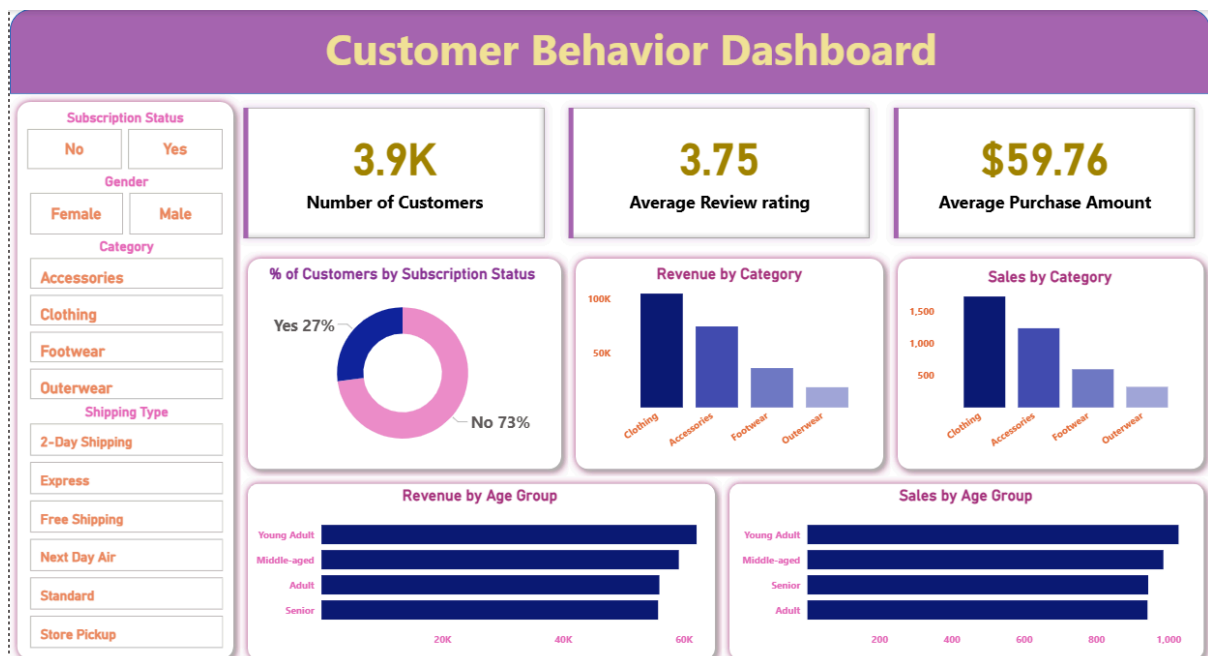 Customer Behavior Dashboard
Subscription Status
No Yes
Gender
Female Male
Category
Accessories
Clothing
Footwear
Outerwear
Shipping Type
2-Day Shipping
Express
Free Shipping
Next Day Air
Standard
Store Pickup
3.9K
Number of Customers
3.75
Average Review rating
$59.76
Average Purchase Amount
% of Customers by Subscription Status
Yes 27%
No 73%
Revenue by Category
100K
50K
Clothing Accessories Footwear Outerwear
Sales by Category
1,500
1,000
500
Clothing Accessories Footwear Outerwear
Revenue by Age Group
Young Adult
Middle-aged
Adult
Senior
20K 40K 60K
Sales by Age Group
Young Adult
Middle-aged
Senior
Adult
200 400 600 800 1,000